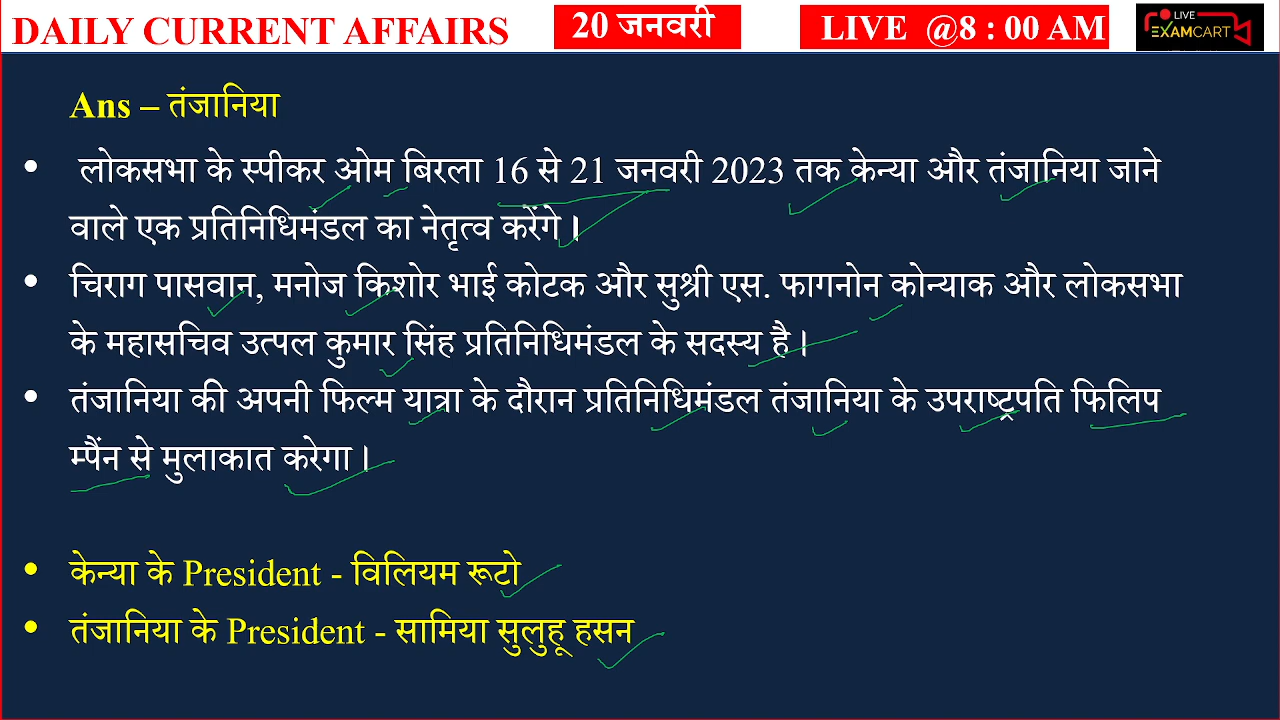 DAILY CURRENT AFFAIRS
20 जनवरी
LIVE @8 : 00 AM
LIVE
EXAMCART
Ans – तंजानिया
• लोकसभा के स्पीकर ओम बिरला 16 से 21 जनवरी 2023 तक केन्या और तंजानिया जाने
वाले एक प्रतिनिधिमंडल का नेतृत्व करेंगे।
• चिराग पासवान, मनोज किशोर भाई कोटक और सुश्री एस. फागनोन कोन्याक और लोकसभा
के महासचिव उत्पल कुमार सिंह प्रतिनिधिमंडल के सदस्य है।
• तंजानिया की अपनी फिल्म यात्रा के दौरान प्रतिनिधिमंडल तंजानिया के उपराष्ट्रपति फिलिप
म्पैंन से मुलाकात करेगा।
• केन्या के President - विलियम रूटो
• तंजानिया के President - सामिया सुलुहू हसन